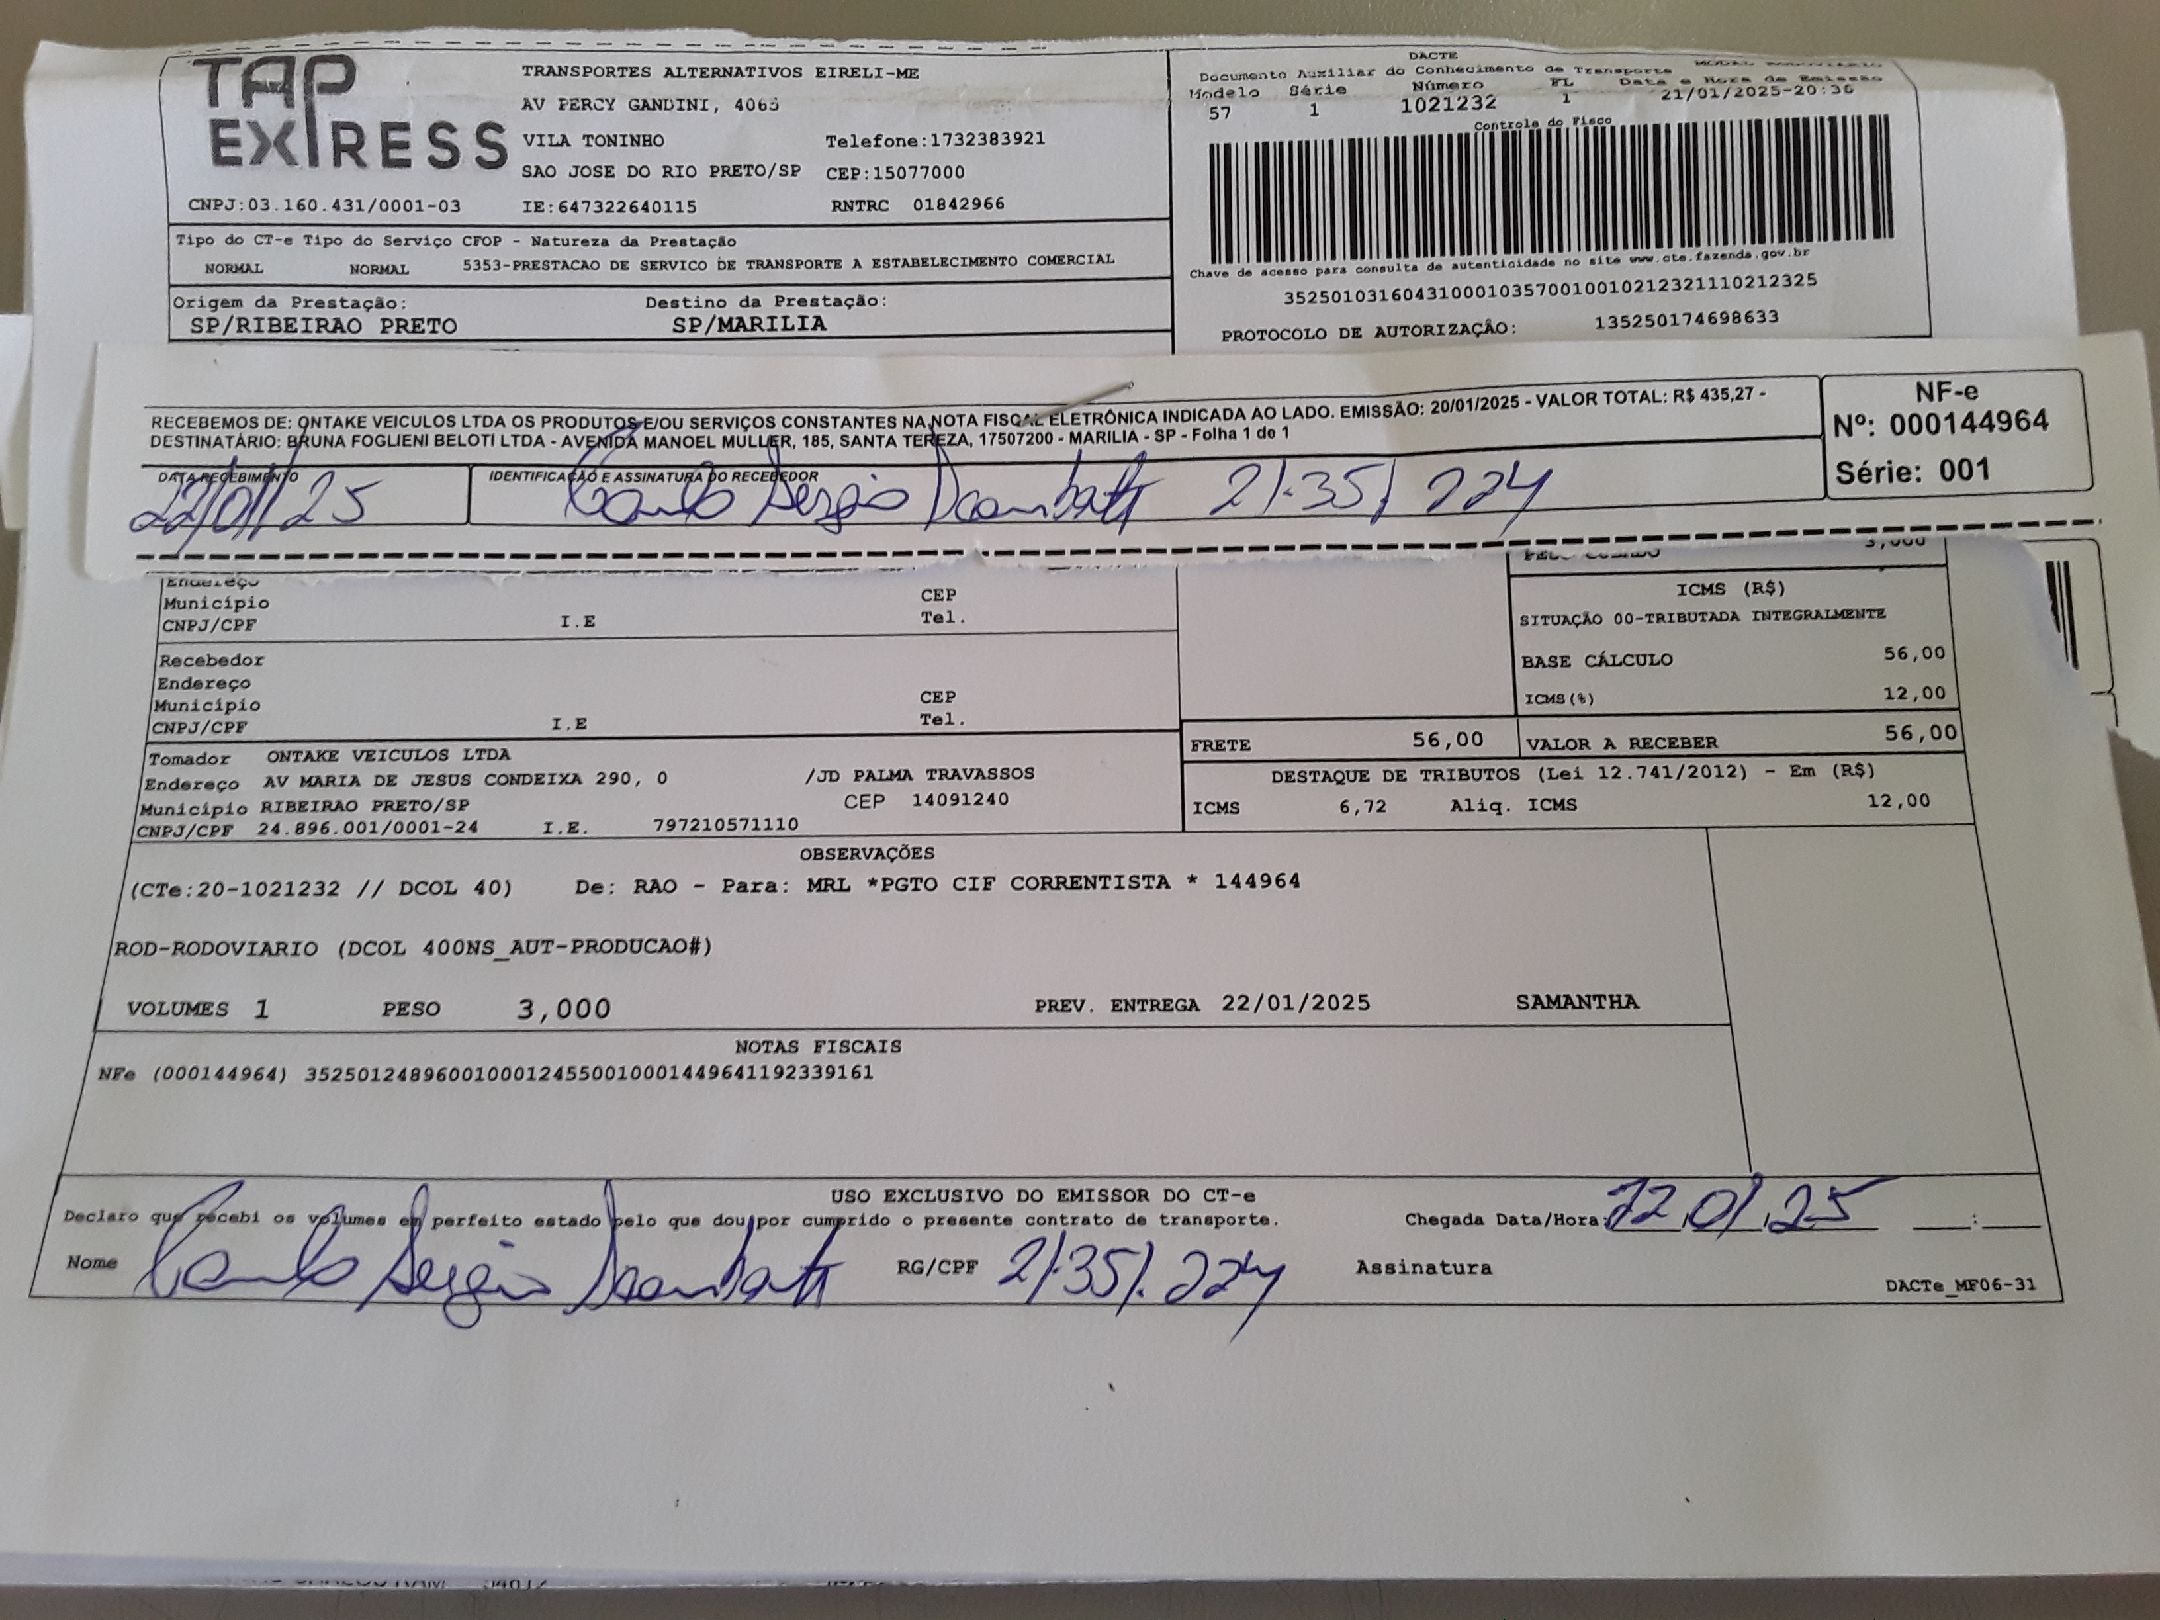 TAP EXPRESS
TRANSPORTES ALTERNATIVOS EIRELI-ME
AV PERCY GANDINI, 4065
VILA TONINHO Telefone:1732383921
SAO JOSE DO RIO PRETO/SP CEP:15077000
CNPJ:03.160.431/0001-03 IE:647322640115 RNTRC 01842966
Tipo do CT-e Tipo do Serviço CFOP - Natureza da Prestação
NORMAL NORMAL 5353-PRESTACAO DE SERVICO DE TRANSPORTE A ESTABELECIMENTO COMERCIAL
Origem da Prestação: Destino da Prestação:
SP/RIBEIRAO PRETO SP/MARILIA
DACTE
Documento Auxiliar do Conhecimento de Transporte MODAL RODOVIARIO
Modelo Série Número FL Data e Hora de Emissão
57 1 1021232 1 21/01/2025-20:36
Controle do Fisco
Chave de acesso para consulta de autenticidade no site www.cte.fazenda.gov.br
35250103160431000103570010010212321110212325
PROTOCOLO DE AUTORIZAÇÃO: 135250174698633
RECEBEMOS DE: ONTAKE VEICULOS LTDA OS PRODUTOS E/OU SERVIÇOS CONSTANTES NA NOTA FISCAL ELETRÔNICA INDICADA AO LADO. EMISSÃO: 20/01/2025 - VALOR TOTAL: R$ 435,27 -
DESTINATÁRIO: BRUNA FOGLIENI BELOTI LTDA - AVENIDA MANOEL MULLER, 185, SANTA TEREZA, 17507200 - MARILIA - SP - Folha 1 de 1
NF-e
Nº: 000144964
Série: 001
DATA RECEBIMENTO IDENTIFICAÇÃO E ASSINATURA DO RECEBEDOR
22/01/25 Sergio 21.351.224
3,000
Endereço
Município CEP
CNPJ/CPF I.E Tel.
Recebedor
Endereço
Município CEP
CNPJ/CPF I.E Tel.
ICMS (R$)
SITUAÇÃO 00-TRIBUTADA INTEGRALMENTE
BASE CÁLCULO 56,00
ICMS(%) 12,00
FRETE 56,00 VALOR A RECEBER 56,00
DESTAQUE DE TRIBUTOS (Lei 12.741/2012) - Em (R$)
ICMS 6,72 Aliq. ICMS 12,00
Tomador ONTAKE VEICULOS LTDA
Endereço AV MARIA DE JESUS CONDEIXA 290, 0 /JD PALMA TRAVASSOS
Município RIBEIRAO PRETO/SP CEP 14091240
CNPJ/CPF 24.896.001/0001-24 I.E. 797210571110
OBSERVAÇÕES
(CTe:20-1021232 // DCOL 40) De: RAO - Para: MRL *PGTO CIF CORRENTISTA * 144964
ROD-RODOVIARIO (DCOL 400NS_AUT-PRODUCAO#)
VOLUMES 1 PESO 3,000 PREV. ENTREGA 22/01/2025 SAMANTHA
NOTAS FISCAIS
NFe (000144964) 35250124896001000124550010001449641192339161
USO EXCLUSIVO DO EMISSOR DO CT-e
Declaro que recebi os volumes em perfeito estado pelo que dou por cumprido o presente contrato de transporte. Chegada Data/Hora: 22 01 25 :
Nome Sergio RG/CPF 21.351.224 Assinatura
DACTe_MF06-31